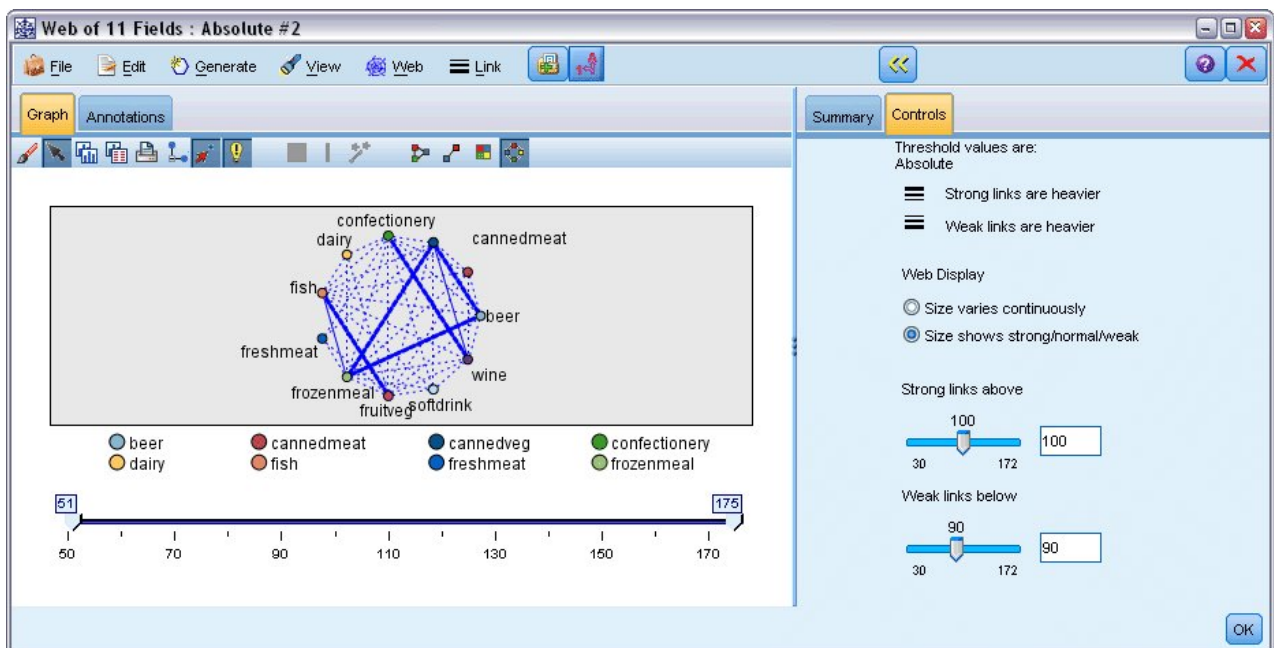 Web of 11 Fields : Absolute #2
File Edit Generate View Web Link
Graph Annotations
Summary Controls
confectionery
dairy
cannedmeat
fish
beer
freshmeat
wine
frozenmeal
fruitveg
softdrink
beer cannedmeat cannedveg confectionery
dairy fish freshmeat frozenmeal
51 175
50 70 90 110 130 150 170
Threshold values are:
Absolute
Strong links are heavier
Weak links are heavier
Web Display
Size varies continuously
Size shows strong/normal/weak
Strong links above
100
100
30 172
Weak links below
90
90
30 172
OK